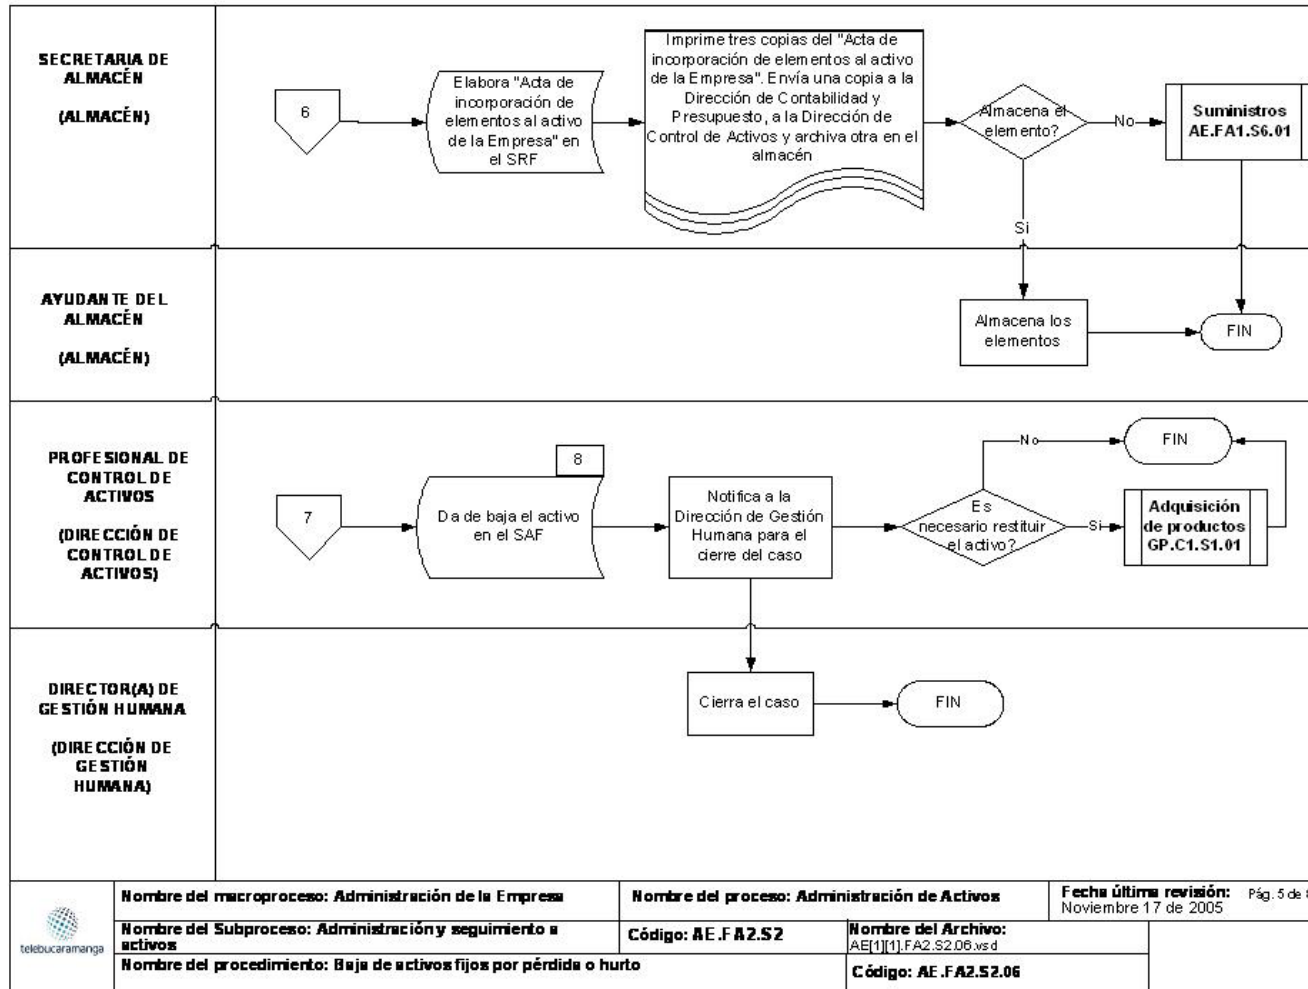 SECRETARIA DE
ALMACÉN
(ALMACÉN)
6
Elabora "Acta de
incorporación de
elementos al activo
de la Empresa" en
el SRF
Imprime tres copias del "Acta de
incorporación de elementos al activo
de la Empresa". Envía una copia a la
Dirección de Contabilidad y
Presupuesto, a la Dirección de
Control de Activos y archiva otra en el
almacén
Almacena el
elemento?
No
Si
Suministros
AE.FA1.S6.01
AYUDANTE DEL
ALMACÉN
(ALMACÉN)
Almacena los
elementos
FIN
PROFESIONAL DE
CONTROL DE
ACTIVOS
(DIRECCIÓN DE
CONTROL DE
ACTIVOS)
7
8
Da de baja el activo
en el SAF
Notifica a la
Dirección de Gestión
Humana para el
cierre del caso
Es
necesario restituir
el activo?
No
Si
FIN
Adquisición
de productos
GP.C1.S1.01
DIRECTOR(A) DE
GESTIÓN HUMANA
(DIRECCIÓN DE
GESTIÓN
HUMANA)
Cierra el caso
FIN
telebucaramanga
Nombre del macroproceso: Administración de la Empresa
Nombre del proceso: Administración de Activos
Fecha última revisión: Pág. 5 de
Noviembre 17 de 2005
Nombre del Subproceso: Administración y seguimiento a
activos
Código: AE.FA2.S2
Nombre del Archivo:
AE[1][1].FA2.S2.06.vsd
Nombre del procedimiento: Baja de activos fijos por pérdida o hurto
Código: AE.FA2.S2.06